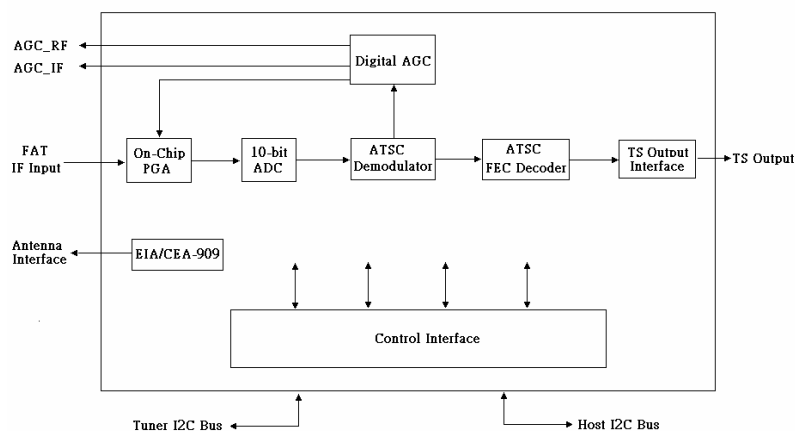 AGC_RF
AGC_IF
Digital AGC
FAT
IF Input
On-Chip
PGA
10-bit
ADC
ATSC
Demodulator
ATSC
FEC Decoder
TS Output
Interface
TS Output
Antenna
Interface
EIA/CEA-909
Control Interface
Tuner I2C Bus
Host I2C Bus